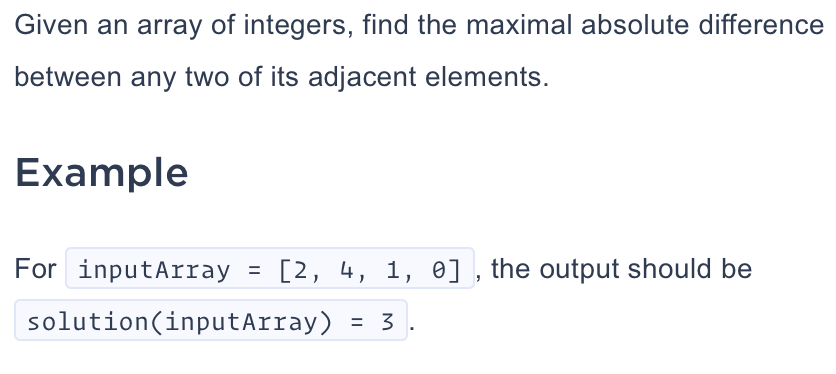 Given an array of integers, find the maximal absolute difference
between any two of its adjacent elements.
Example
For inputArray = [2, 4, 1, 0] , the output should be
solution(inputArray) = 3 .